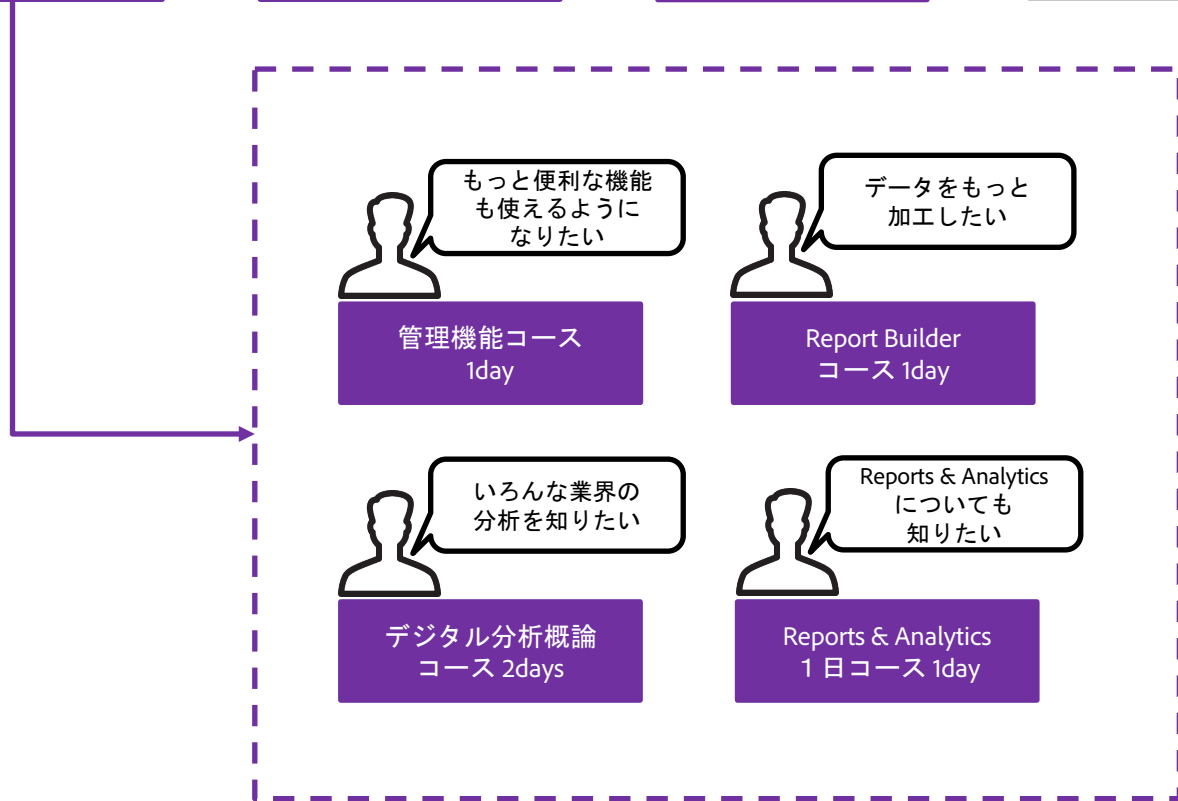 もっと便利な機能
も使えるように
なりたい
データをもっと
加工したい
管理機能コース
1day
Report Builder
コース 1day
いろんな業界の
分析を知りたい
Reports & Analytics
についても
知りたい
デジタル分析概論
コース 2days
Reports & Analytics
１日コース 1day